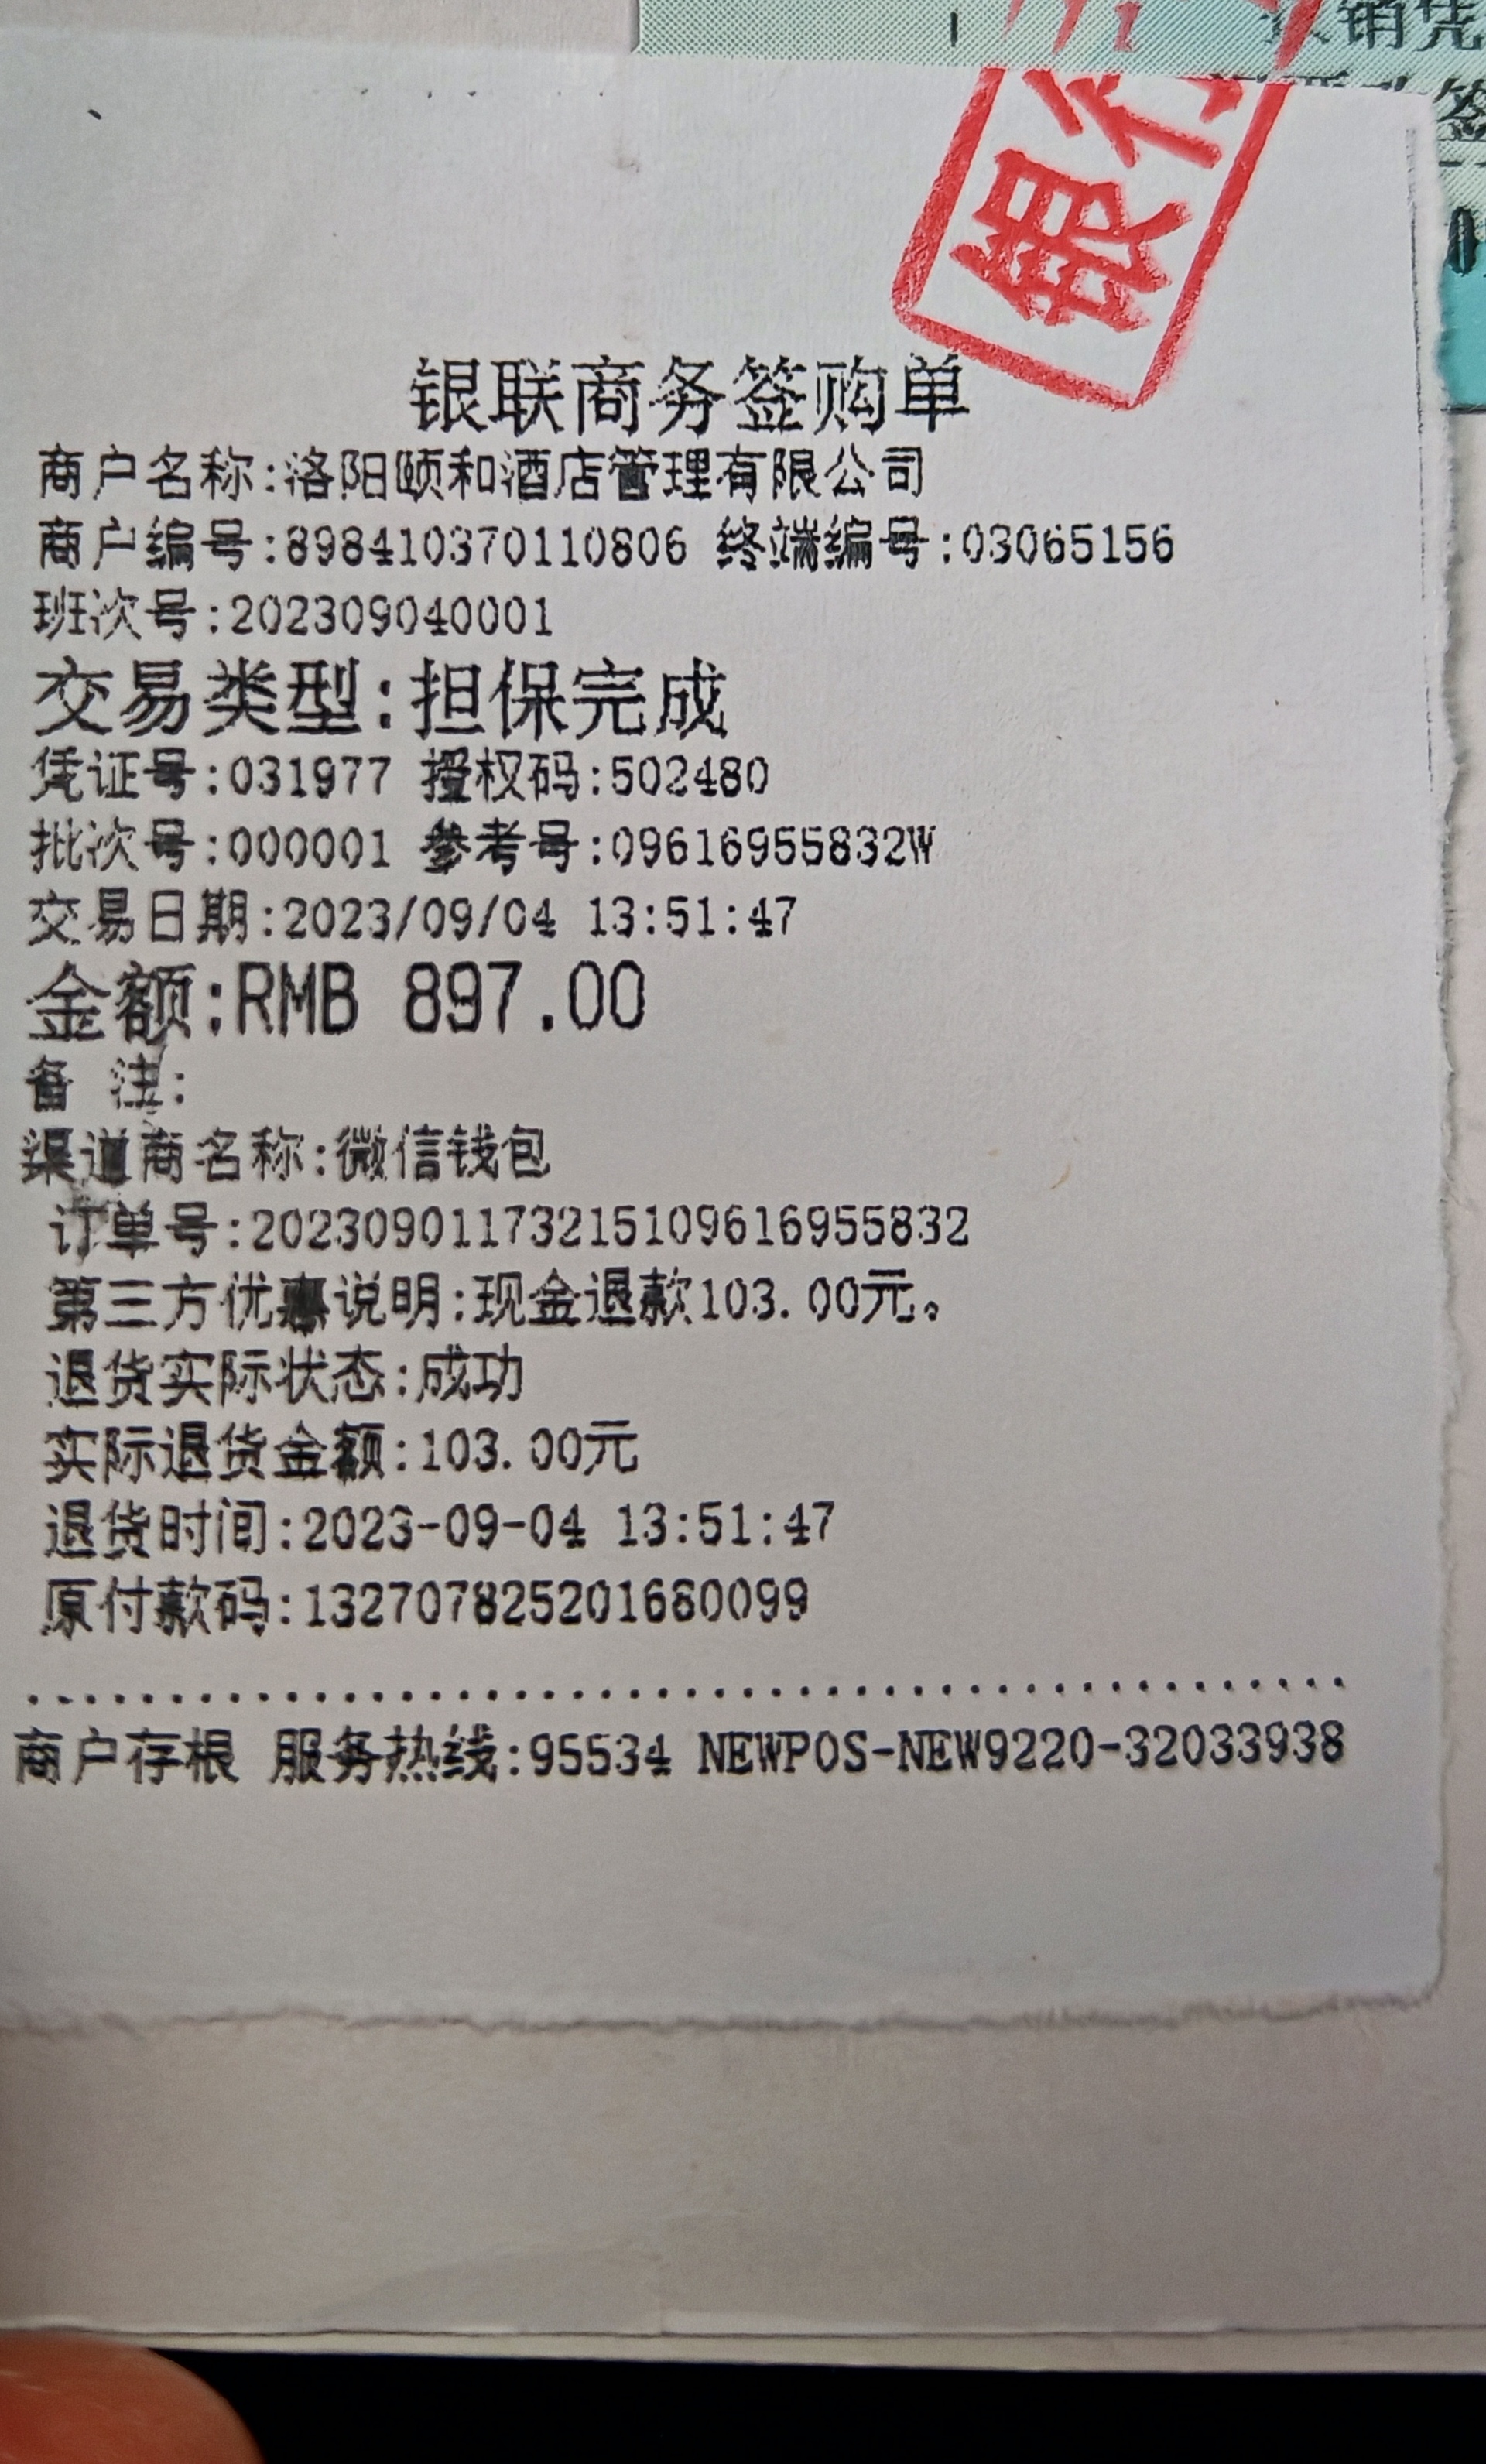 银
银联商务签购单
商户名称:洛阳颐和酒店管理有限公司
商户编号:898410370110806 终端编号:03065156
班次号:202309040001
交易类型:担保完成
凭证号:031977 授权码:502480
批次号:000001 参考号:09616955832W
交易日期:2023/09/04 13:51:47
金额:RMB 897.00
备 注:
渠道商名称:微信钱包
订单号:20230901173215109616955832
第三方优惠说明:现金退款103.00元。
退货实际状态:成功
实际退货金额:103.00元
退货时间:2023-09-04 13:51:47
原付款码:132707825201680099
商户存根 服务热线:95534 NEWPOS-NEW9220-32033938